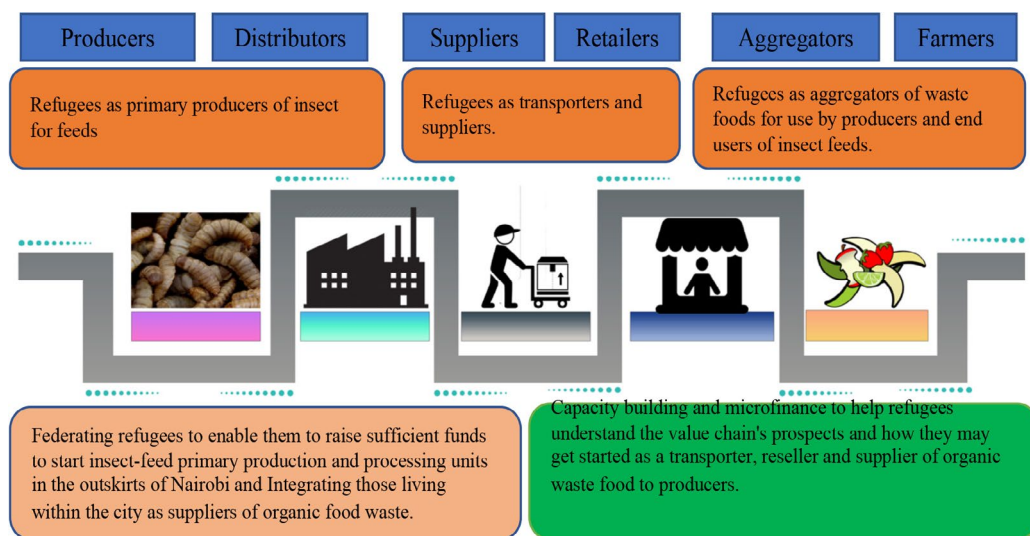 Producers
Distributors
Suppliers
Retailers
Aggregators
Farmers
Refugees as primary producers of insect
for feeds
Refugees as transporters and
suppliers.
Refugees as aggregators of waste
foods for use by producers and end
users of insect feeds.
Federating refugees to enable them to raise sufficient funds
to start insect-feed primary production and processing units
in the outskirts of Nairobi and Integrating those living
within the city as suppliers of organic food waste.
Capacity building and microfinance to help refugees
understand the value chain's prospects and how they may
get started as a transporter, reseller and supplier of organic
waste food to producers.